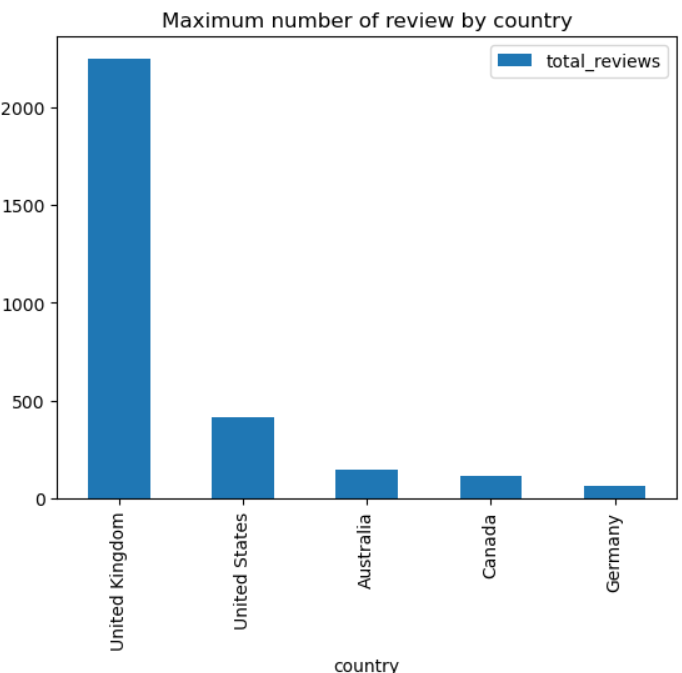 Maximum number of review by country
total_reviews
2000
1500
1000
500
0
United Kingdom
United States
Australia
Canada
Germany
country